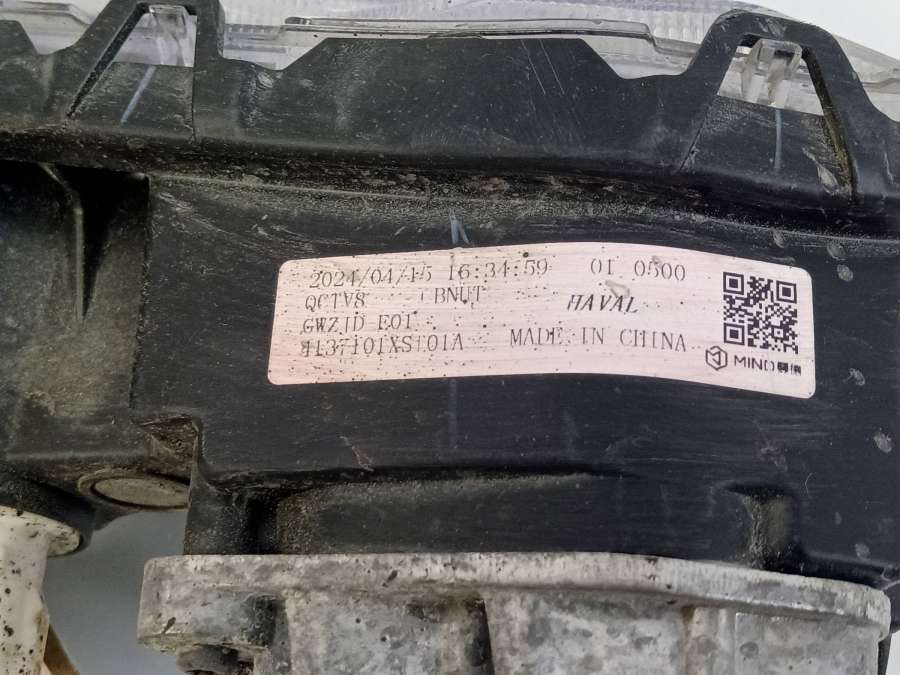 2024/04/15 16:34:59 01 0500
QCTV8 BNUT HAVAL
GWZJD E01
4137101XST01A MADE IN CHINA
MIND